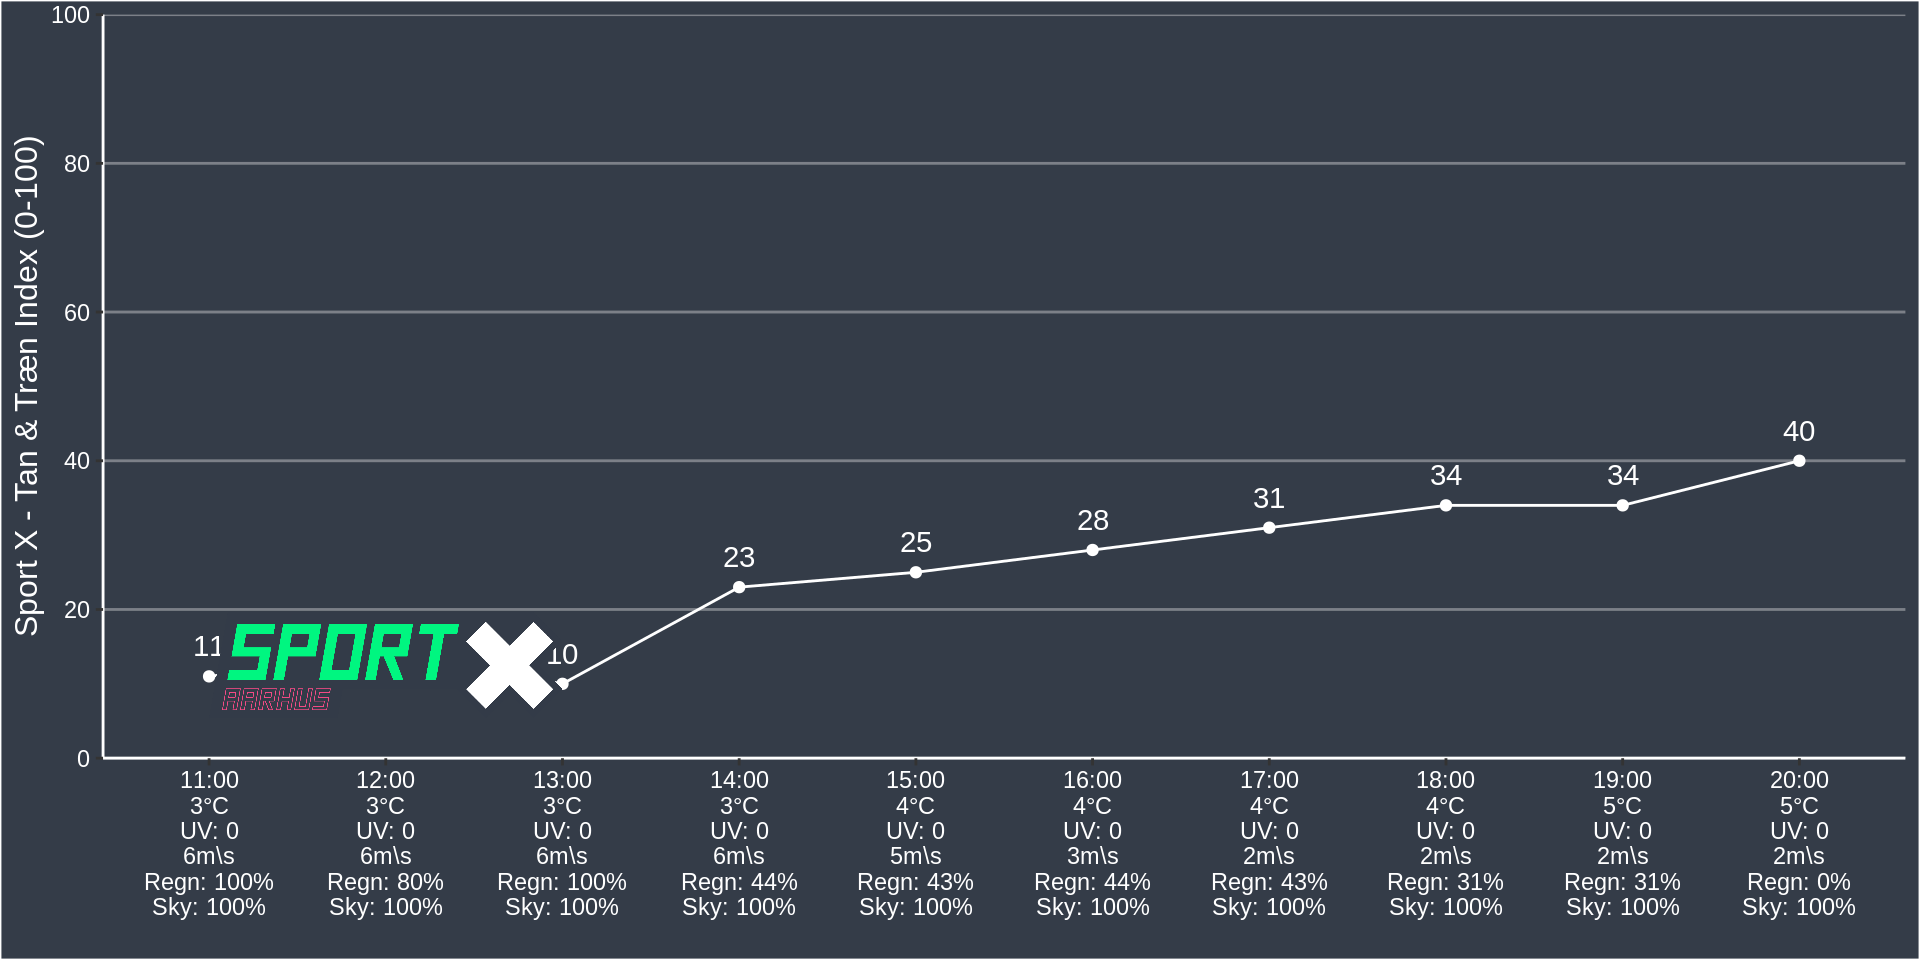 Sport X - Tan & Træn Index (0-100)
100
80
60
40
20
0
11
10
23
25
28
31
34
34
40
SPORT X
AARHUS
11:00 12:00 13:00 14:00 15:00 16:00 17:00 18:00 19:00 20:00
3°C 3°C 3°C 3°C 4°C 4°C 4°C 4°C 5°C 5°C
UV: 0 UV: 0 UV: 0 UV: 0 UV: 0 UV: 0 UV: 0 UV: 0 UV: 0 UV: 0
6m\s 6m\s 6m\s 6m\s 5m\s 3m\s 2m\s 2m\s 2m\s 2m\s
Regn: 100% Regn: 80% Regn: 100% Regn: 44% Regn: 43% Regn: 44% Regn: 43% Regn: 31% Regn: 31% Regn: 0%
Sky: 100% Sky: 100% Sky: 100% Sky: 100% Sky: 100% Sky: 100% Sky: 100% Sky: 100% Sky: 100% Sky: 100%